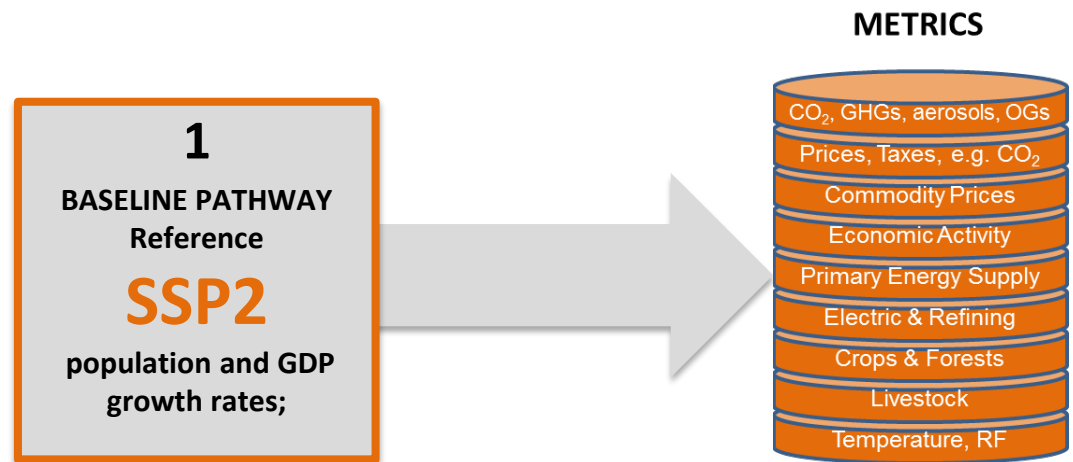 METRICS
1
BASELINE PATHWAY
Reference
SSP2
population and GDP
growth rates;
CO₂, GHGs, aerosols, OGs
Prices, Taxes, e.g. CO₂
Commodity Prices
Economic Activity
Primary Energy Supply
Electric & Refining
Crops & Forests
Livestock
Temperature, RF